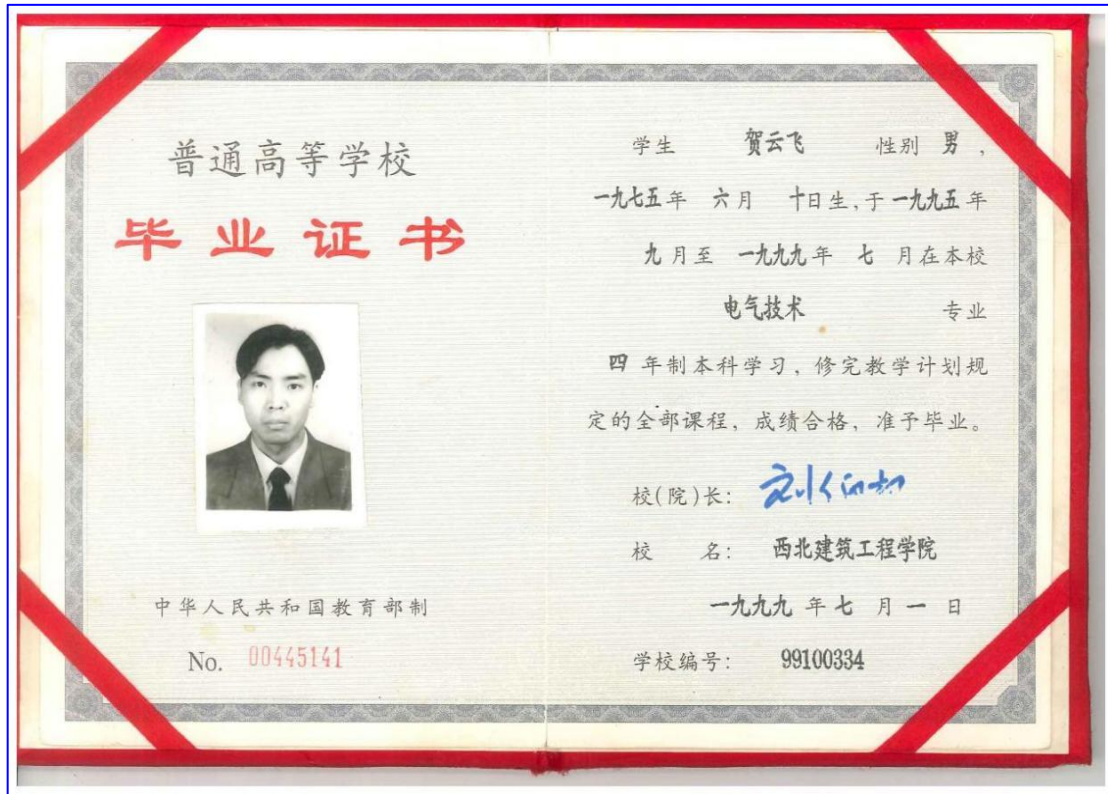 普通高等学校
毕业证书
中华人民共和国教育部制
No. 00445141
学生 贺云飞 性别 男，
一九七五年 六月 十日生，于一九九五年
九月至 一九九九年 七 月在本校
电气技术 专业
四 年制本科学习，修完教学计划规
定的全部课程，成绩合格，准予毕业。
校(院)长：
校 名： 西北建筑工程学院
一九九九 年七 月 一 日
学校编号： 99100334